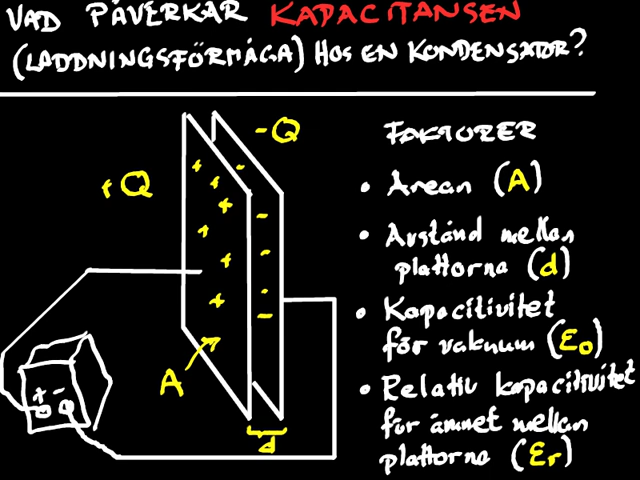 VAD PÅVERKAR KAPACITANSEN
(LADDNINGSFÖRMÅGA) HOS EN KONDENSATOR?
-Q
+Q
A
d
+ -
FAKTORER
• Arean (A)
• Avstånd mellan
plattorna (d)
• Kapacitivitet
för vakuum (ε0)
• Relativ kapacitivitet
för ämnet mellan
plattorna (εr)